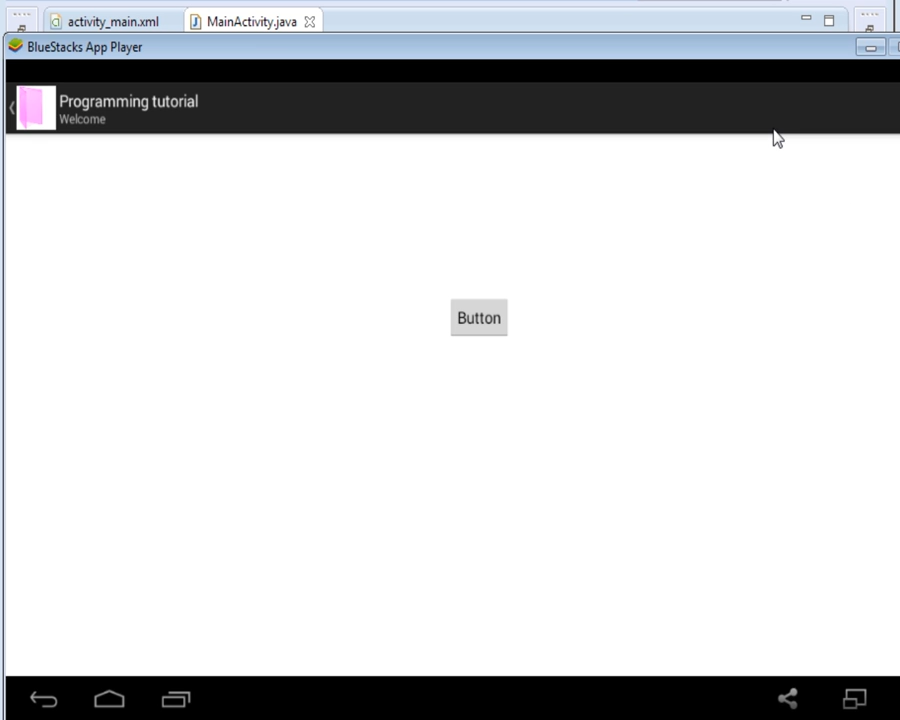 activity_main.xml
MainActivity.java
BlueStacks App Player
Programming tutorial
Welcome
Button